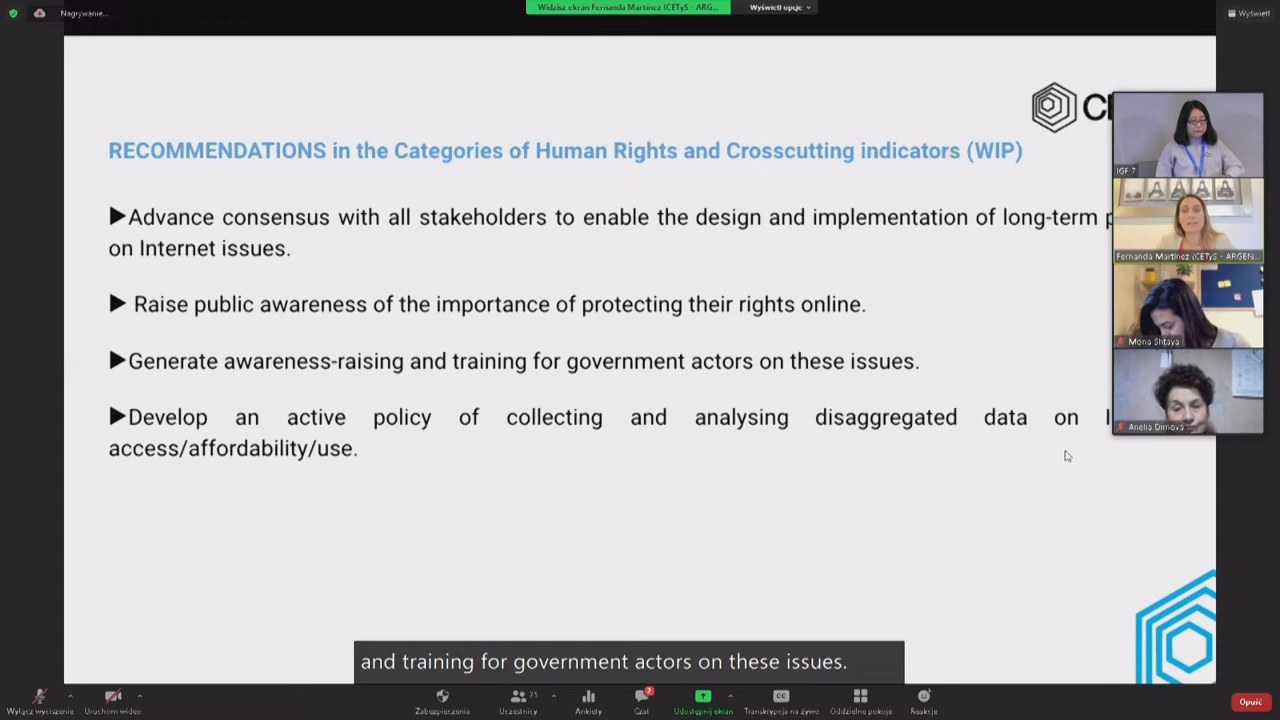 Nagrywanie...
Widzisz ekran Fernanda Martinez (CETyS - ARG...
Wyświetl opcje
Wyświetl
RECOMMENDATIONS in the Categories of Human Rights and Crosscutting indicators (WIP)
▶Advance consensus with all stakeholders to enable the design and implementation of long-term
on Internet issues.
▶ Raise public awareness of the importance of protecting their rights online.
▶Generate awareness-raising and training for government actors on these issues.
▶Develop an active policy of collecting and analysing disaggregated data on
access/affordability/use.
IGF 7
Fernanda Martinez (CETyS - ARGEN...
Mona Shtaya
Anelia Dimova
and training for government actors on these issues.
Wyłącz wyciszenie
Uruchom wideo
Zabezpieczenia
Uczestnicy
25
Ankiety
Czat
Udostępnij ekran
CC
Transkrypcja na żywo
Oddzielne pokoje
Reakcje
Opuść